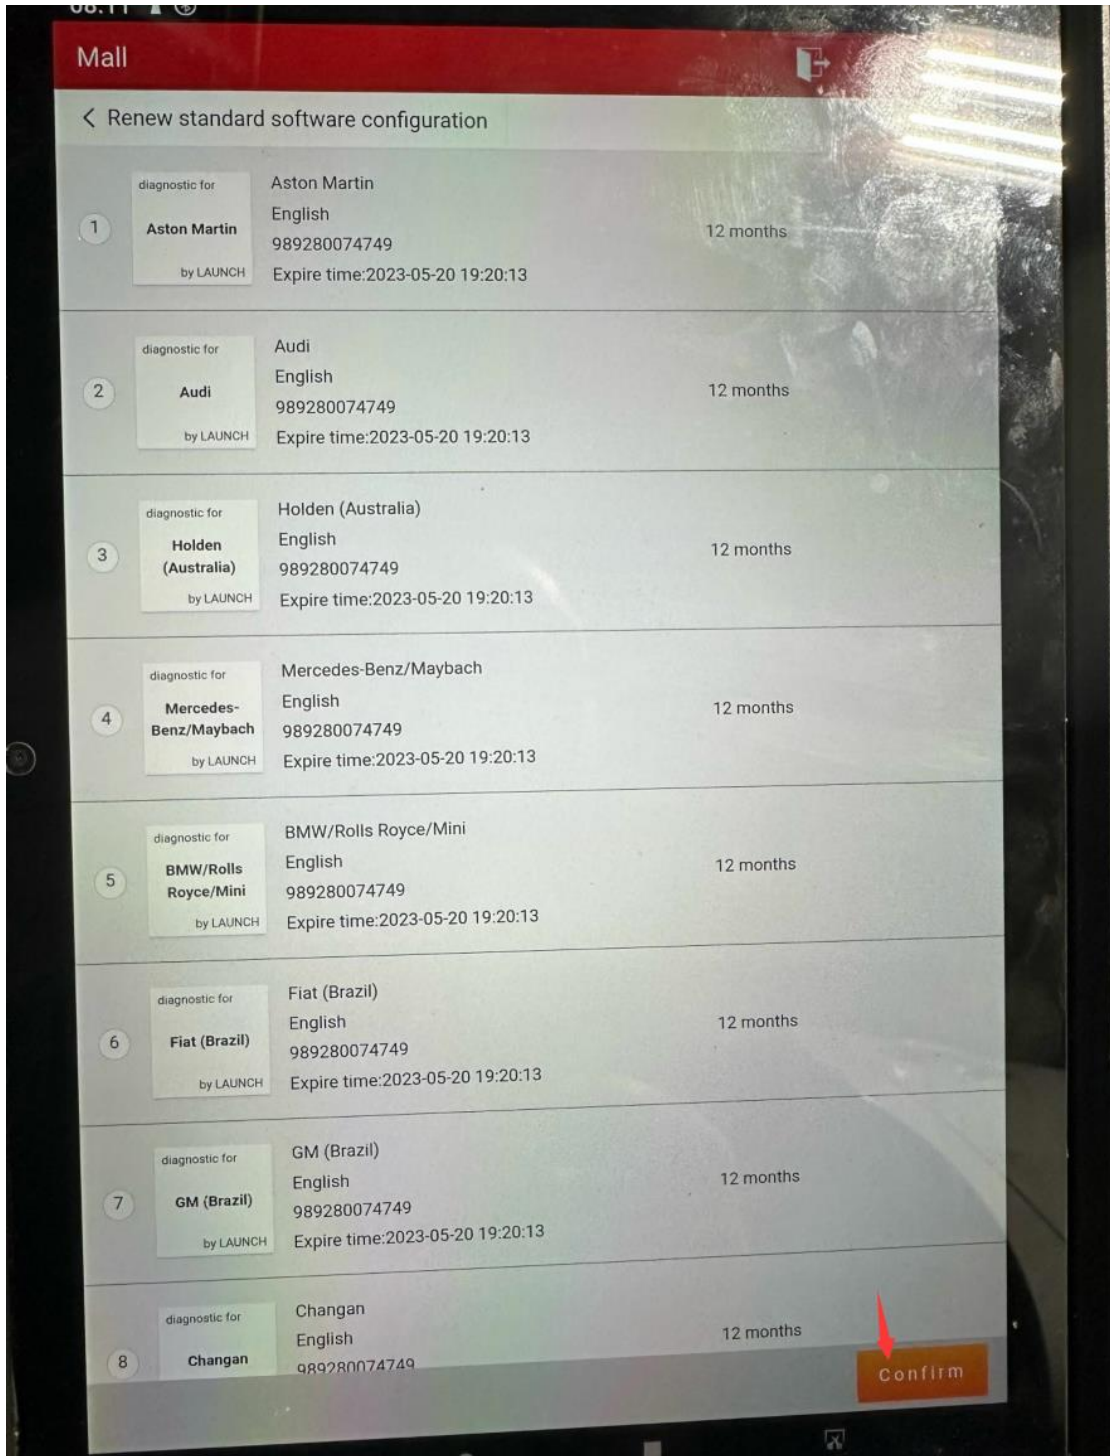 08:11
Mall
Renew standard software configuration
1
diagnostic for
Aston Martin
by LAUNCH
Aston Martin
English
989280074749
Expire time:2023-05-20 19:20:13
12 months
2
diagnostic for
Audi
by LAUNCH
Audi
English
989280074749
Expire time:2023-05-20 19:20:13
12 months
3
diagnostic for
Holden
(Australia)
by LAUNCH
Holden (Australia)
English
989280074749
Expire time:2023-05-20 19:20:13
12 months
4
diagnostic for
Mercedes-
Benz/Maybach
by LAUNCH
Mercedes-Benz/Maybach
English
989280074749
Expire time:2023-05-20 19:20:13
12 months
5
diagnostic for
BMW/Rolls
Royce/Mini
by LAUNCH
BMW/Rolls Royce/Mini
English
989280074749
Expire time:2023-05-20 19:20:13
12 months
6
diagnostic for
Fiat (Brazil)
by LAUNCH
Fiat (Brazil)
English
989280074749
Expire time:2023-05-20 19:20:13
12 months
7
diagnostic for
GM (Brazil)
by LAUNCH
GM (Brazil)
English
989280074749
Expire time:2023-05-20 19:20:13
12 months
8
diagnostic for
Changan
Changan
English
989280074749
12 months
Confirm